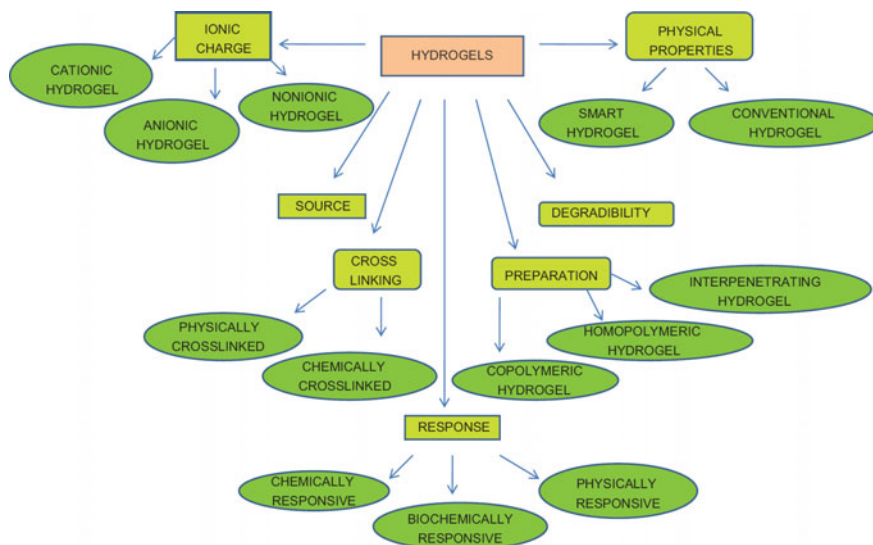 IONIC
CHARGE
HYDROGELS
PHYSICAL
PROPERTIES
CATIONIC
HYDROGEL
ANIONIC
HYDROGEL
NONIONIC
HYDROGEL
SMART
HYDROGEL
CONVENTIONAL
HYDROGEL
SOURCE
DEGRADIBILITY
CROSS
LINKING
PREPARATION
INTERPENETRATING
HYDROGEL
PHYSICALLY
CROSSLINKED
HOMOPOLYMERIC
HYDROGEL
CHEMICALLY
CROSSLINKED
COPOLYMERIC
HYDROGEL
RESPONSE
CHEMICALLY
RESPONSIVE
BIOCHEMICALLY
RESPONSIVE
PHYSICALLY
RESPONSIVE